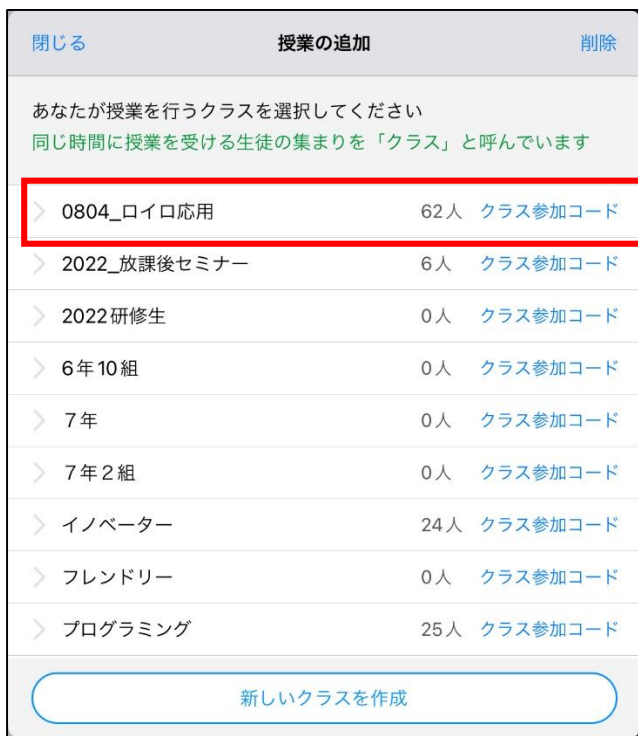 閉じる 授業の追加 削除
あなたが授業を行うクラスを選択してください
同じ時間に授業を受ける生徒の集まりを「クラス」と呼んでいます
0804_ロイロ応用 62人 クラス参加コード
2022_放課後セミナー 6人 クラス参加コード
2022研修生 0人 クラス参加コード
6年10組 0人 クラス参加コード
７年 0人 クラス参加コード
７年２組 0人 クラス参加コード
イノベーター 24人 クラス参加コード
フレンドリー 0人 クラス参加コード
プログラミング 25人 クラス参加コード
新しいクラスを作成